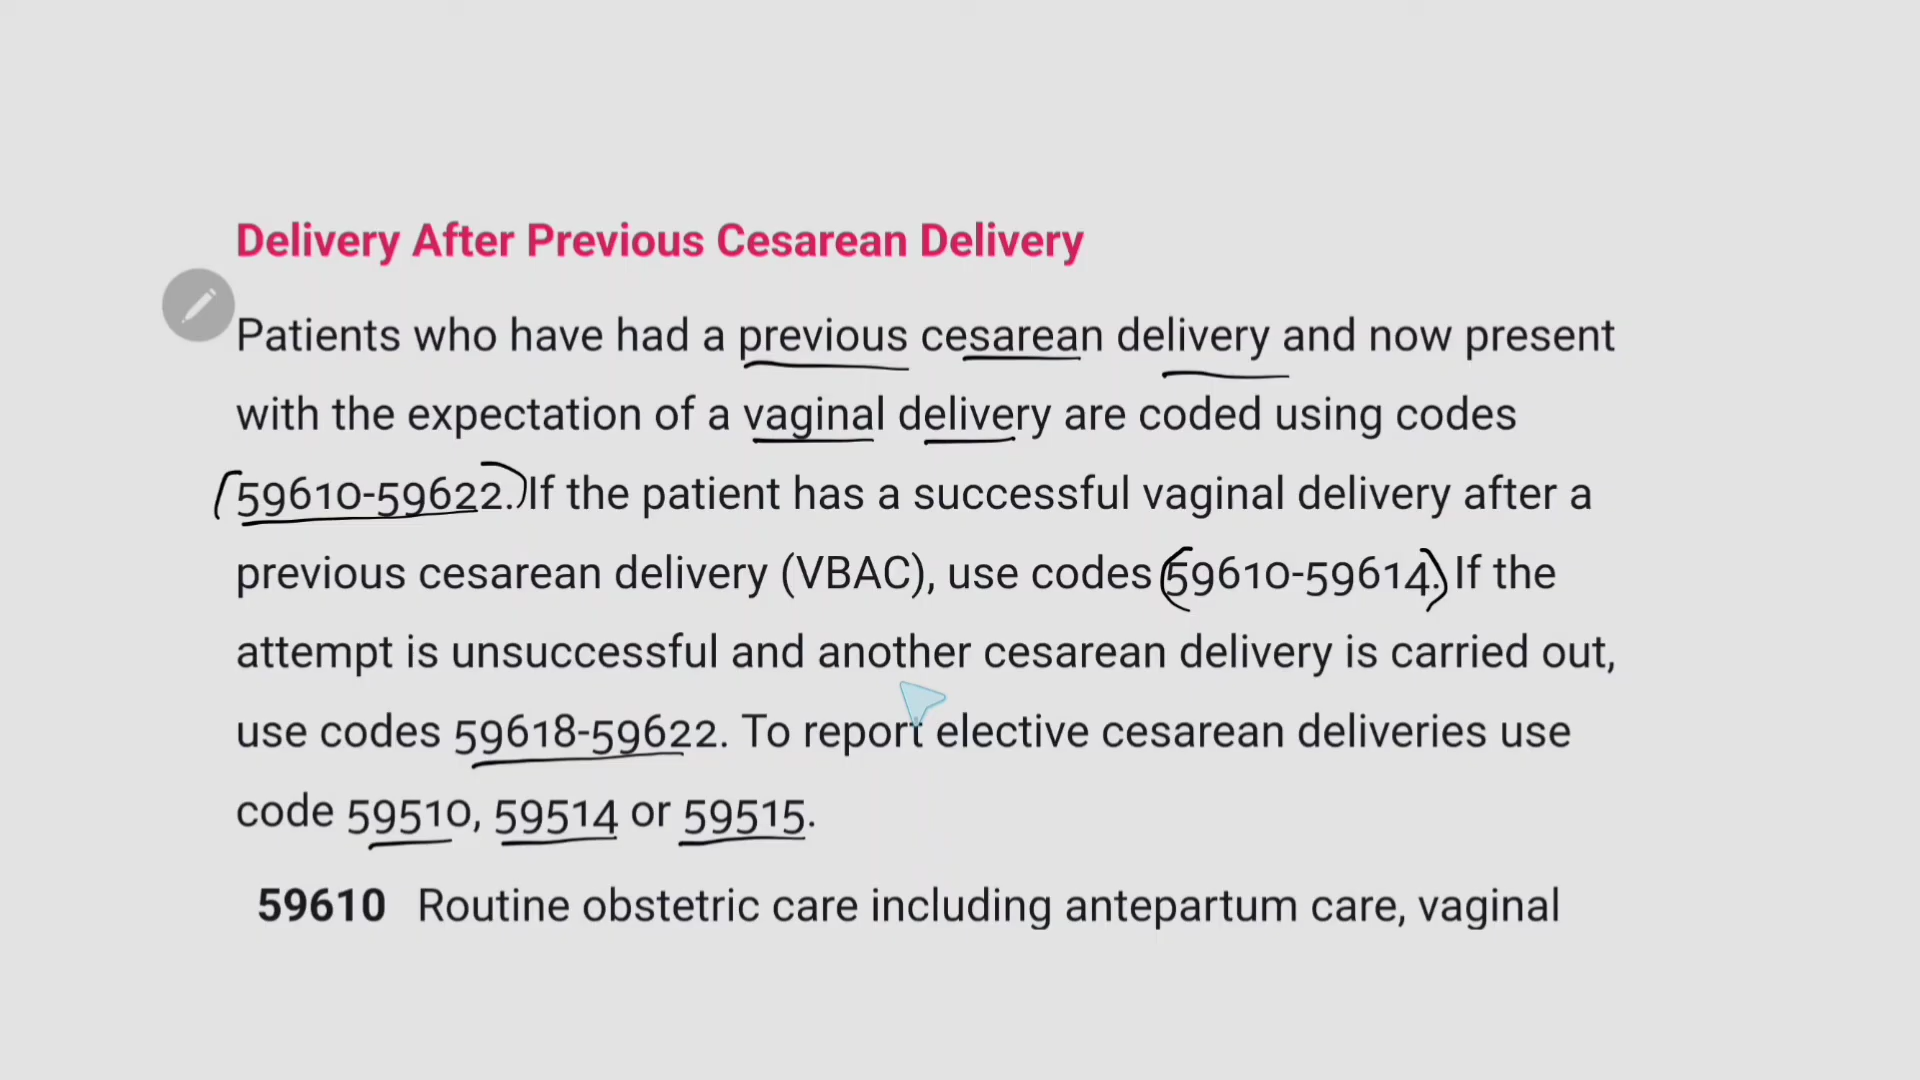 Delivery After Previous Cesarean Delivery
Patients who have had a previous cesarean delivery and now present
with the expectation of a vaginal delivery are coded using codes
59610-59622. If the patient has a successful vaginal delivery after a
previous cesarean delivery (VBAC), use codes 59610-59614. If the
attempt is unsuccessful and another cesarean delivery is carried out,
use codes 59618-59622. To report elective cesarean deliveries use
code 59510, 59514 or 59515.
59610 Routine obstetric care including antepartum care, vaginal